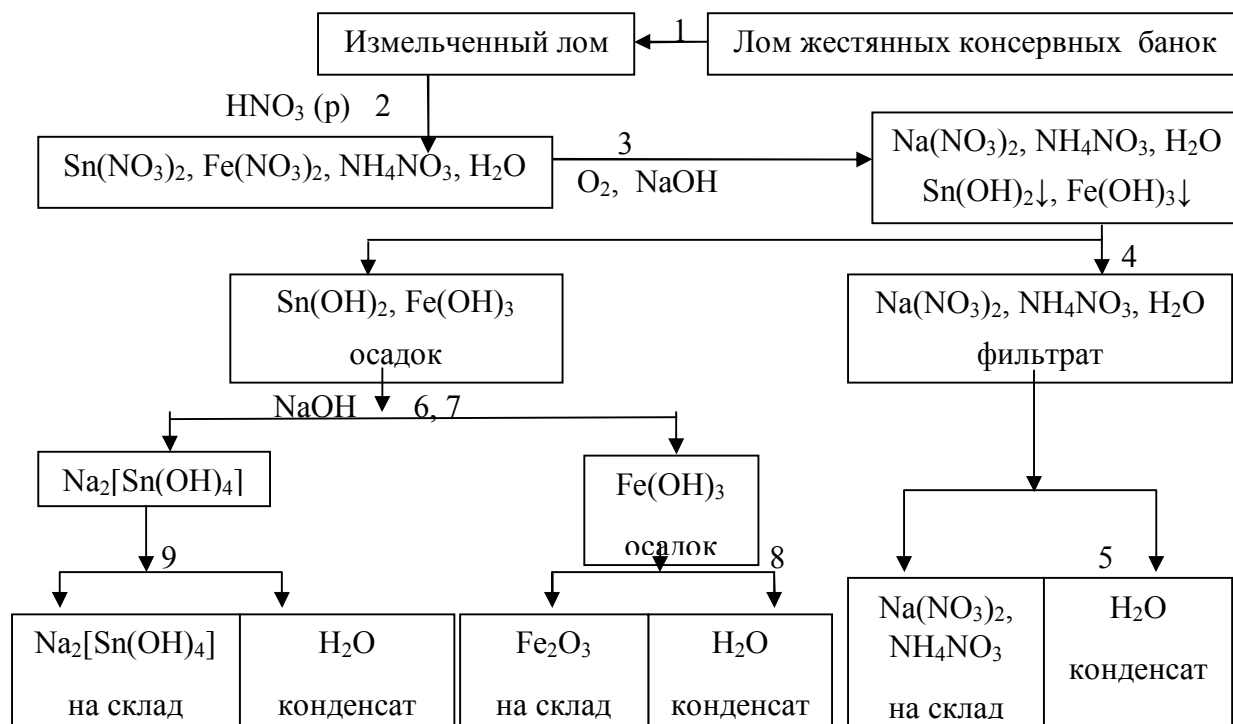 Измельченный лом
1
Лом жестянных консервных банок
HNO₃ (р) 2
Sn(NO₃)₂, Fe(NO₃)₂, NH₄NO₃, H₂O
3
O₂, NaOH
Na(NO₃)₂, NH₄NO₃, H₂O
Sn(OH)₂↓, Fe(OH)₃↓
4
Sn(OH)₂, Fe(OH)₃
осадок
Na(NO₃)₂, NH₄NO₃, H₂O
фильтрат
NaOH 6, 7
Na₂[Sn(OH)₄]
Fe(OH)₃
осадок
9
8
5
Na₂[Sn(OH)₄]
на склад
H₂O
конденсат
Fe₂O₃
на склад
H₂O
конденсат
Na(NO₃)₂,
NH₄NO₃
на склад
H₂O
конденсат